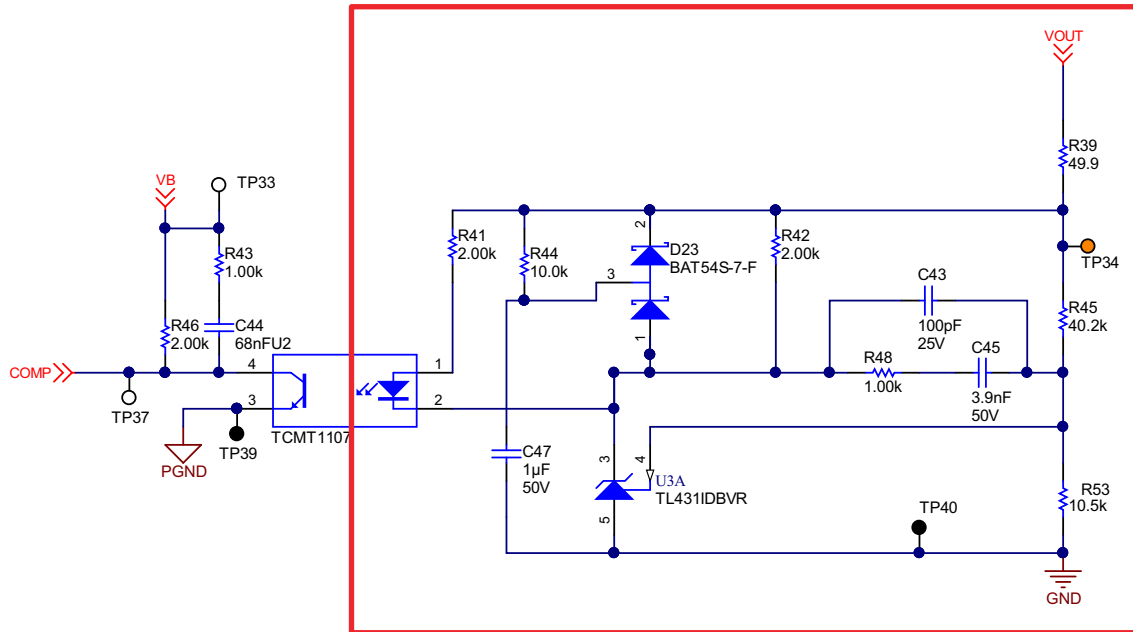 VOUT
R39
49.9
VB
TP33
R41
2.00k
R44
10.0k
2
D23
BAT54S-7-F
3
1
R42
2.00k
TP34
R43
1.00k
C43
100pF
25V
R45
40.2k
R46
2.00k
C44
68nFU2
R48
1.00k
C45
3.9nF
50V
COMP
4
1
TP37
3
2
TCMT1107
TP39
PGND
C47
1µF
50V
3
4
U3A
TL431IDBVR
5
TP40
R53
10.5k
GND